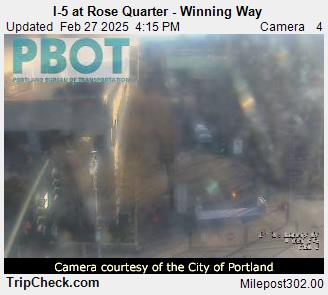 I-5 at Rose Quarter - Winning Way
Updated Feb 27 2025 4:15 PM Camera 4
PBOT
PORTLAND BUREAU OF TRANSPORTATION
Camera courtesy of the City of Portland
TripCheck.com Milepost302.00